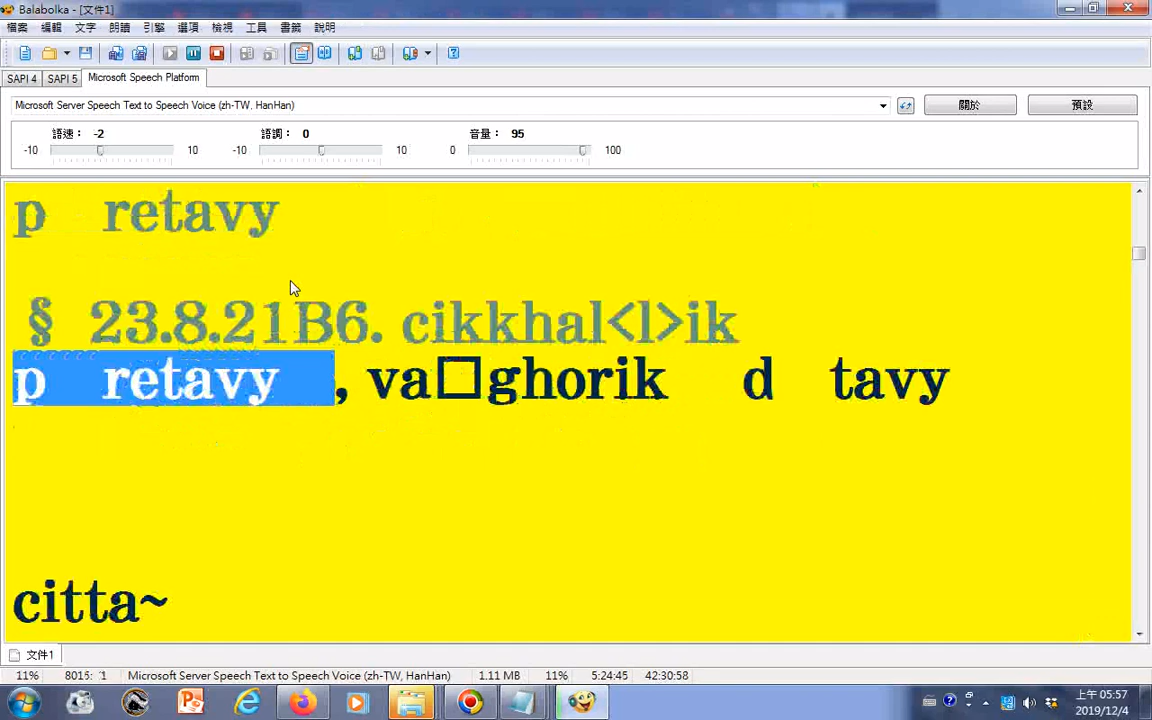 Balabolka - [文件1]
檔案 編輯 文字 朗讀 引擎 選項 檢視 工具 書籤 說明
SAPI 4 SAPI 5 Microsoft Speech Platform
Microsoft Server Speech Text to Speech Voice (zh-TW, HanHan) 關於 預設
語速： -2 語調： 0 音量： 95
-10 10 -10 10 0 100
p retavy
§ 23.8.21B6. cikkhal<l>ik
p retavy , va□ghorik d tavy
citta~
文件1
11% 8015: 1 Microsoft Server Speech Text to Speech Voice (zh-TW, HanHan) 1.11 MB 11% 5:24:45 42:30:58
上午 05:57
2019/12/4